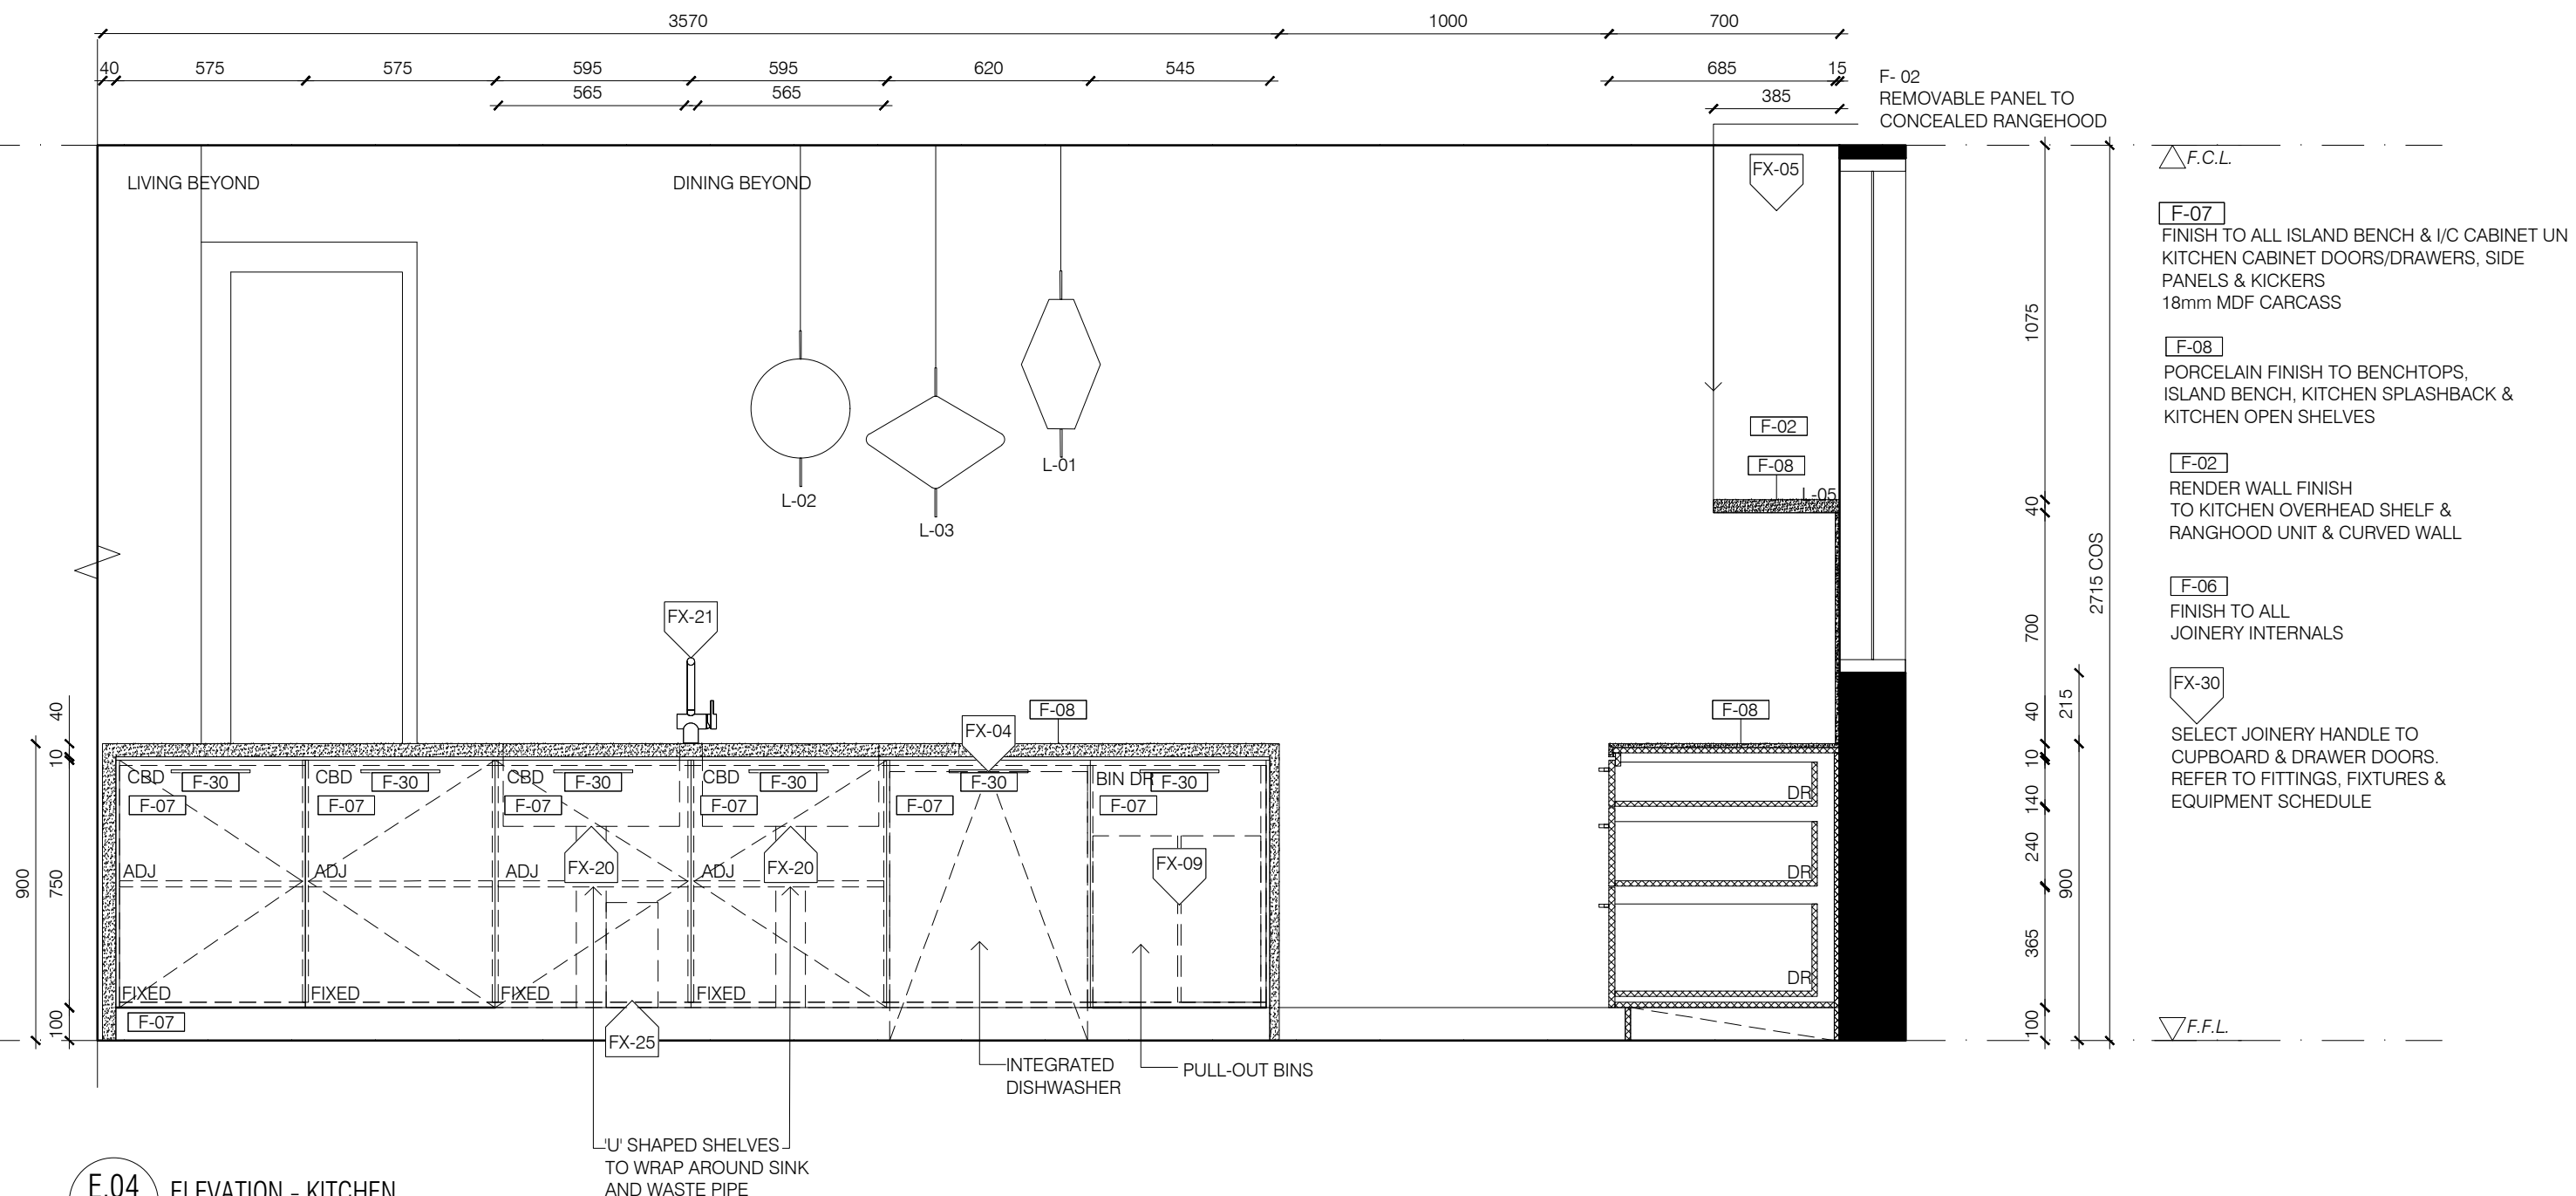 3570
1000
700
40
575
575
595
595
620
545
685
15
565
565
385
F- 02
REMOVABLE PANEL TO
CONCEALED RANGEHOOD
LIVING BEYOND
DINING BEYOND
FX-05
F.C.L.
F-07
FINISH TO ALL ISLAND BENCH & I/C CABINET UN
KITCHEN CABINET DOORS/DRAWERS, SIDE
PANELS & KICKERS
18mm MDF CARCASS
F-08
PORCELAIN FINISH TO BENCHTOPS,
ISLAND BENCH, KITCHEN SPLASHBACK &
KITCHEN OPEN SHELVES
F-02
RENDER WALL FINISH
TO KITCHEN OVERHEAD SHELF &
RANGHOOD UNIT & CURVED WALL
F-06
FINISH TO ALL
JOINERY INTERNALS
FX-30
SELECT JOINERY HANDLE TO
CUPBOARD & DRAWER DOORS.
REFER TO FITTINGS, FIXTURES &
EQUIPMENT SCHEDULE
F.F.L.
1075
40
700
40
10
140
240
365
100
215
900
2715 COS
L-01
L-02
L-03
F-02
F-08
L-05
FX-21
F-08
FX-04
F-08
40
10
750
100
900
CBD
F-30
CBD
F-30
CBD
F-30
CBD
F-30
F-30
BIN DR
F-30
F-07
F-07
F-07
F-07
F-07
F-07
DR
ADJ
ADJ
ADJ
FX-20
ADJ
FX-20
FX-09
DR
FIXED
FIXED
FIXED
FIXED
DR
F-07
FX-25
INTEGRATED
DISHWASHER
PULL-OUT BINS
'U' SHAPED SHELVES
TO WRAP AROUND SINK
AND WASTE PIPE
E.04
ELEVATION - KITCHEN